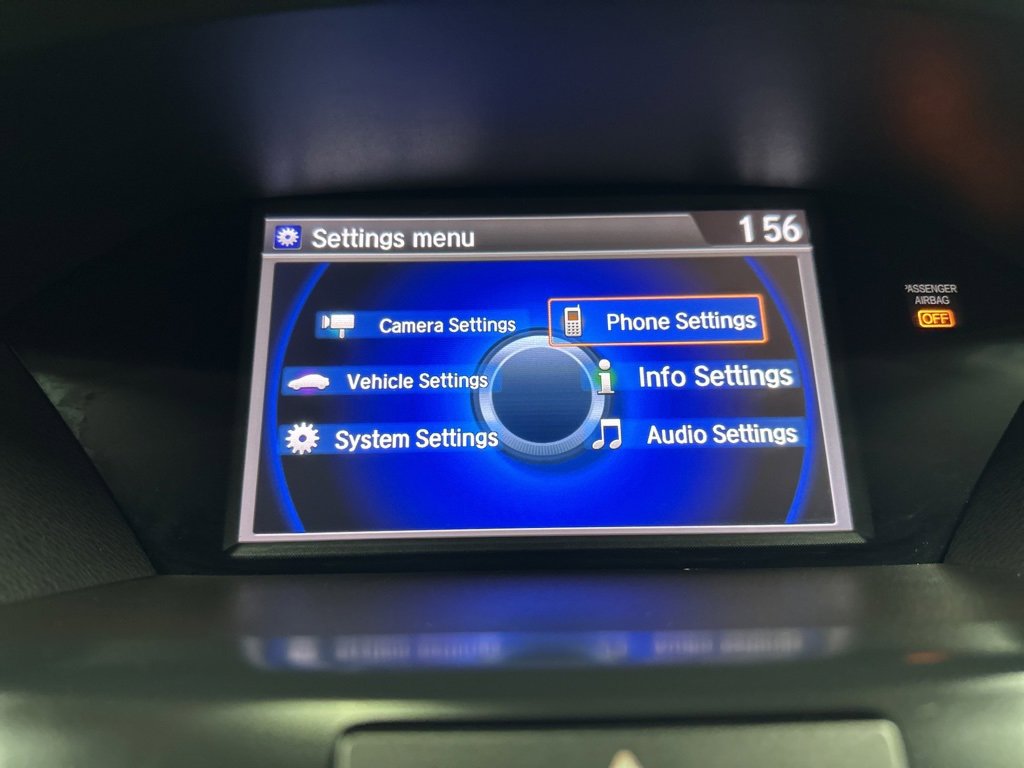 Settings menu
1 56
Camera Settings
Phone Settings
Vehicle Settings
Info Settings
System Settings
Audio Settings
PASSENGER
AIRBAG
OFF